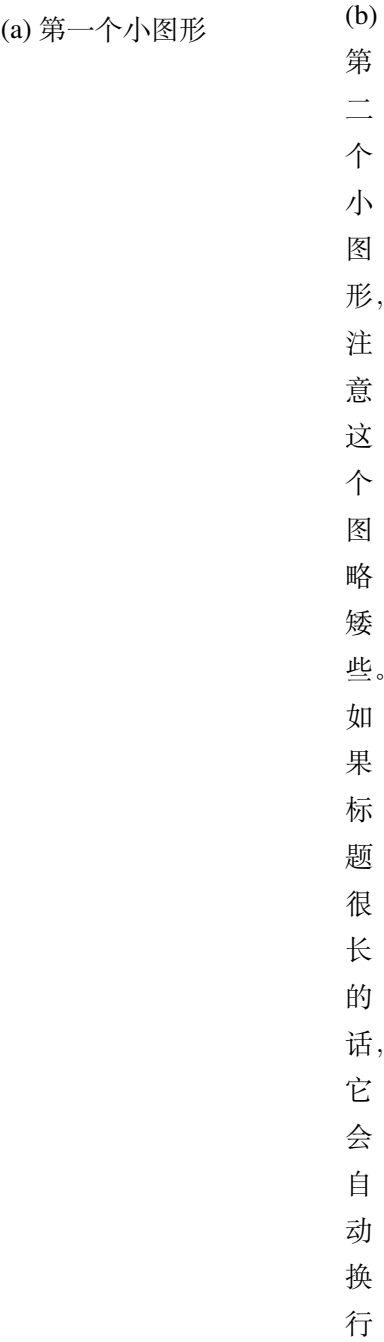 (a) 第一个小图形
(b)
第
二
个
小
图
形，
注
意
这
个
图
略
矮
些。
如
果
标
题
很
长
的
话，
它
会
自
动
换
行